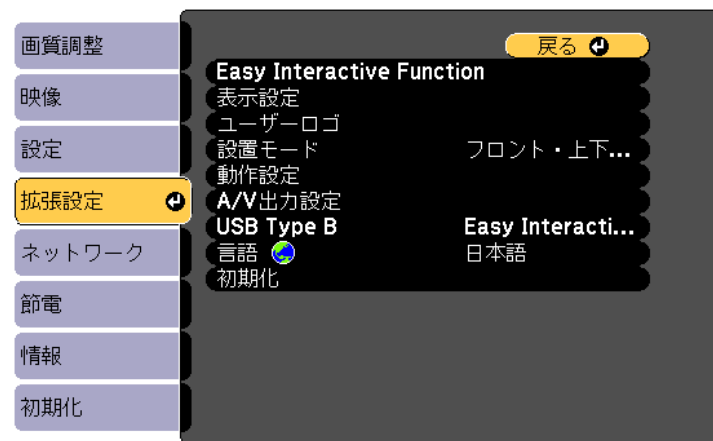 画質調整
映像
設定
拡張設定
ネットワーク
節電
情報
初期化
戻る
Easy Interactive Function
表示設定
ユーザーロゴ
設置モード フロント・上下...
動作設定
A/V出力設定
USB Type B Easy Interacti...
言語 日本語
初期化